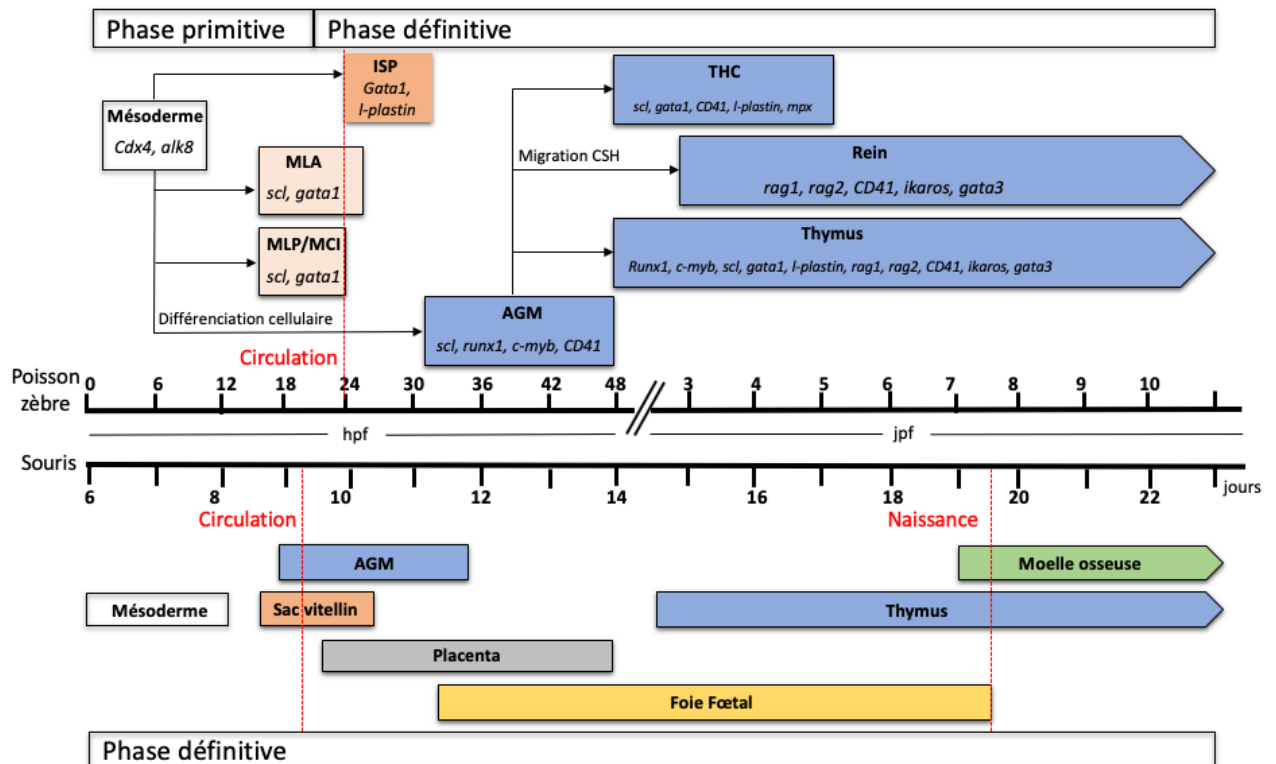 Phase primitive
Phase définitive
ISP
Gata1,
l-plastin
THC
scl, gata1, CD41, l-plastin, mpx
Mésoderme
Cdx4, alk8
MLA
scl, gata1
Migration CSH
Rein
rag1, rag2, CD41, ikaros, gata3
MLP/MCI
scl, gata1
Thymus
Runx1, c-myb, scl, gata1, l-plastin, rag1, rag2, CD41, ikaros, gata3
Différenciation cellulaire
AGM
scl, runx1, c-myb, CD41
Circulation
Poisson
zèbre
0 6 12 18 24 30 36 42 48 3 4 5 6 7 8 9 10
hpf
jpf
Souris
6 8 10 12 14 16 18 20 22 jours
Circulation
Naissance
AGM
Moelle osseuse
Mésoderme
Sac vitellin
Thymus
Placenta
Foie Fœtal
Phase définitive